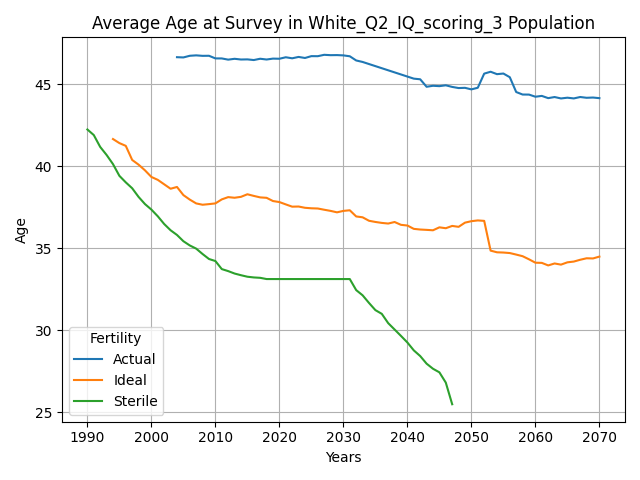 Average Age at Survey in White_Q2_IQ_scoring_3 Population
Age
45
40
35
30
25
Fertility
Actual
Ideal
Sterile
1990 2000 2010 2020 2030 2040 2050 2060 2070
Years